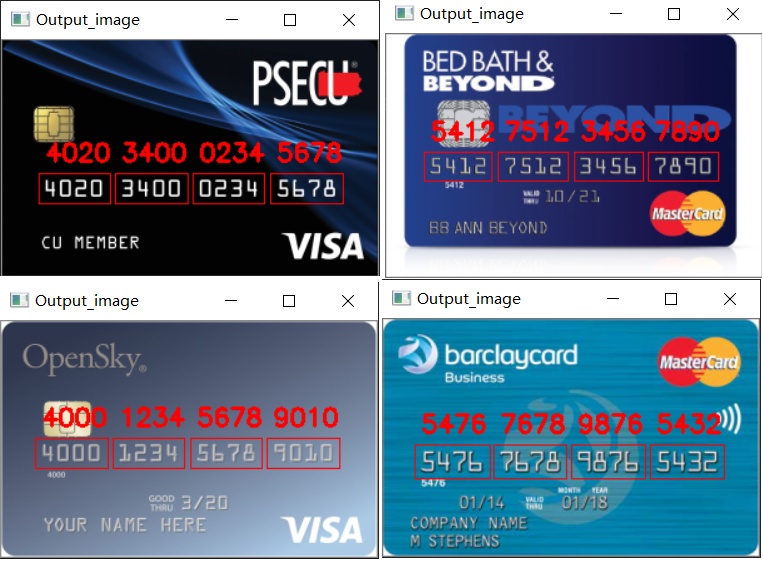 Output_image
PSECU®
4020 3400 0234 5678
4020 3400 0234 5678
CU MEMBER
VISA
Output_image
BED BATH &
BEYOND
BEYOND
5412 7512 3456 7890
5412 7512 3456 7890
5412
VALID THRU 10/21
MasterCard
BB ANN BEYOND
Output_image
OpenSky®
4000 1234 5678 9010
4000 1234 5678 9010
4000
GOOD THRU 3/20
YOUR NAME HERE
VISA
Output_image
barclaycard
Business
MasterCard
5476 7678 9876 5432
5476 7678 9876 5432
5476
MONTH YEAR
01/14 VALID THRU 01/18
COMPANY NAME
M STEPHENS